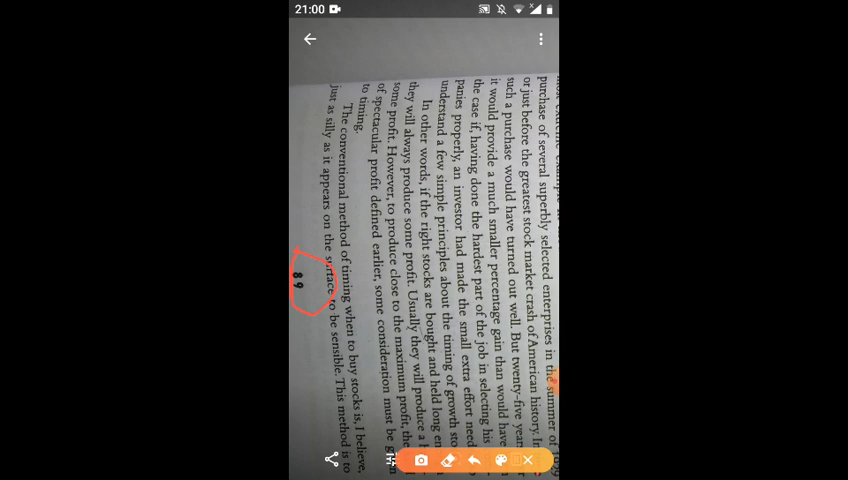 21:00
purchase of several superbly selected enterprises in the summer of
or just before the greatest stock market crash of American history. In
such a purchase would have turned out well. But twenty-five year
it would provide a much smaller percentage gain than would have
the case if, having done the hardest part of the job in selecting his
panies properly, an investor had made the small extra effort need
understand a few simple principles about the timing of growth sto
In other words, if the right stocks are bought and held long en
they will always produce some profit. Usually they will produce a
some profit. However, to produce close to the maximum profit, the
of spectacular profit defined earlier, some consideration must be given
to timing.
The conventional method of timing when to buy stocks is, I believe,
just as silly as it appears on the surface to be sensible. This method is to
89